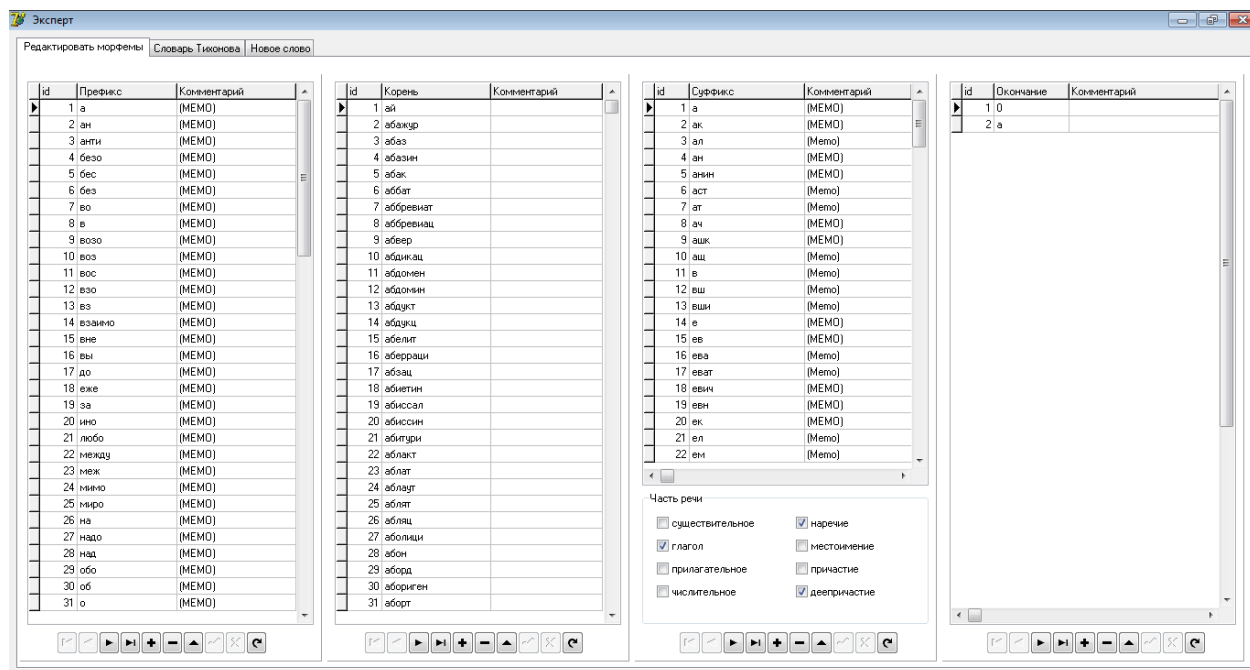 Эксперт
Редактировать морфемы Словарь Тихонова Новое слово
id Префикс Комментарий id Корень Комментарий id Суффикс Комментарий id Окончание Комментарий
1 а (MEMO) 1 ай 1 а (MEMO) 1 0
2 ан (MEMO) 2 абажур 2 ак (MEMO) 2 а
3 анти (MEMO) 3 абаз 3 ал (Memo)
4 безо (MEMO) 4 абазин 4 ан (MEMO)
5 бес (MEMO) 5 абак 5 анин (MEMO)
6 без (MEMO) 6 аббат 6 аст (Memo)
7 во (MEMO) 7 аббревиат 7 ат (Memo)
8 в (MEMO) 8 аббревиац 8 ач (MEMO)
9 возо (MEMO) 9 абвер 9 ашк (MEMO)
10 воз (MEMO) 10 абдикац 10 ащ (Memo)
11 вос (MEMO) 11 абдомен 11 в (Memo)
12 взо (MEMO) 12 абдомин 12 вш (Memo)
13 вз (MEMO) 13 абдукт 13 вши (Memo)
14 взаимо (MEMO) 14 абдукц 14 е (MEMO)
15 вне (MEMO) 15 абелит 15 ев (MEMO)
16 вы (MEMO) 16 аберраци 16 ева (Memo)
17 до (MEMO) 17 абзац 17 еват (Memo)
18 еже (MEMO) 18 абиетин 18 евич (MEMO)
19 за (MEMO) 19 абиссал 19 евн (MEMO)
20 ино (MEMO) 20 абиссин 20 ек (MEMO)
21 любо (MEMO) 21 абитури 21 ел (Memo)
22 между (MEMO) 22 аблакт 22 ем (Memo)
23 меж (MEMO) 23 аблат
24 мимо (MEMO) 24 аблаут
25 миро (MEMO) 25 аблят
26 на (MEMO) 26 абляц
27 надо (MEMO) 27 аболици
28 над (MEMO) 28 абон
29 обо (MEMO) 29 аборд
30 об (MEMO) 30 абориген
31 о (MEMO) 31 аборт
Часть речи
существительное наречие
глагол местоимение
прилагательное причастие
числительное деепричастие